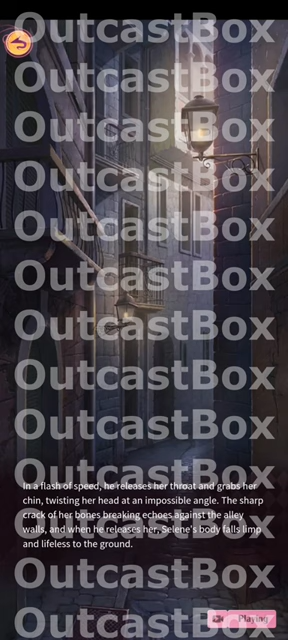 OutcastBox
OutcastBox
OutcastBox
OutcastBox
OutcastBox
OutcastBox
OutcastBox
OutcastBox
OutcastBox
OutcastBox
In a flash of speed, he releases her throat and grabs her
chin, twisting her head at an impossible angle. The sharp
crack of her bones breaking echoes against the alley
walls, and when he releases her, Selene's body falls limp
and lifeless to the ground.
OutcastBox
OutcastBox
OutcastBox
Playing